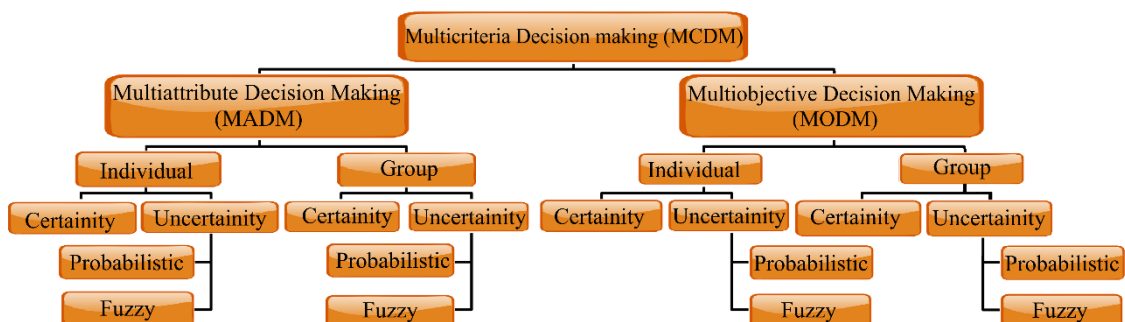 Multicriteria Decision making (MCDM)
Multiattribute Decision Making
(MADM)
Multiobjective Decision Making
(MODM)
Individual
Group
Individual
Group
Certainity
Uncertainity
Certainity
Uncertainity
Certainity
Uncertainity
Certainity
Uncertainity
Probabilistic
Probabilistic
Probabilistic
Probabilistic
Fuzzy
Fuzzy
Fuzzy
Fuzzy